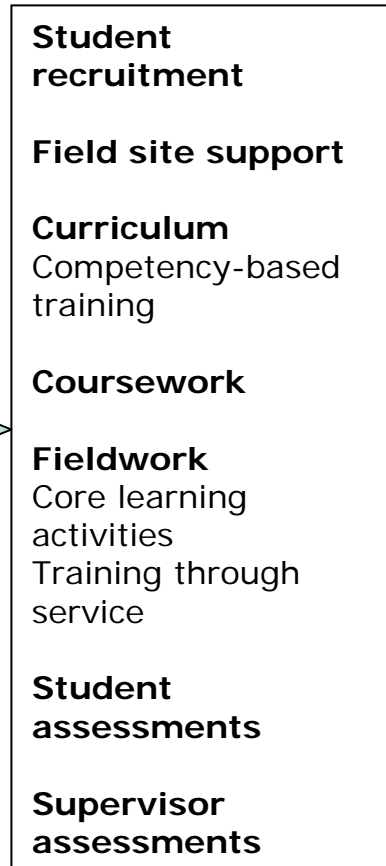 Student
recruitment
Field site support
Curriculum
Competency-based
training
Coursework
Fieldwork
Core learning
activities
Training through
service
Student
assessments
Supervisor
assessments